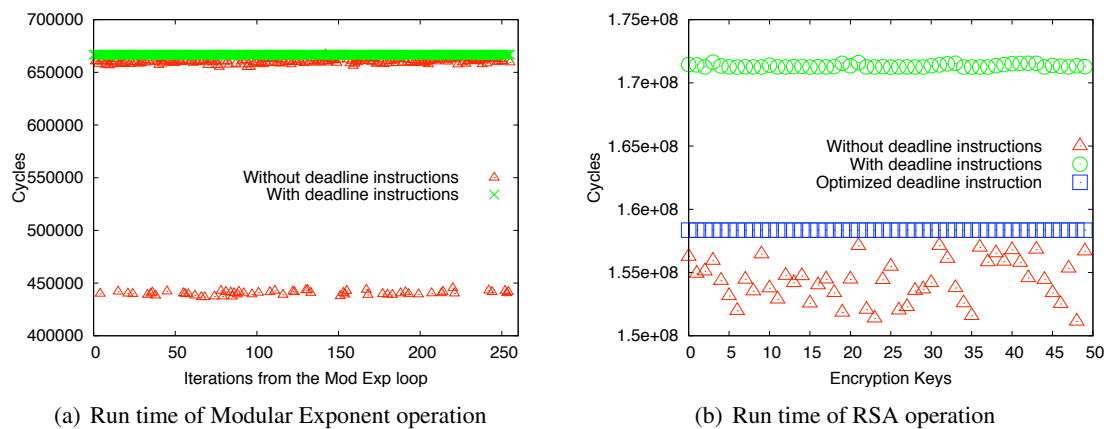 700000
650000
600000
550000
500000
450000
400000
Cycles
Without deadline instructions
With deadline instructions
0 50 100 150 200 250
Iterations from the Mod Exp loop
(a) Run time of Modular Exponent operation
1.75e+08
1.7e+08
1.65e+08
1.6e+08
1.55e+08
1.5e+08
Cycles
Without deadline instructions
With deadline instructions
Optimized deadline instruction
0 5 10 15 20 25 30 35 40 45 50
Encryption Keys
(b) Run time of RSA operation